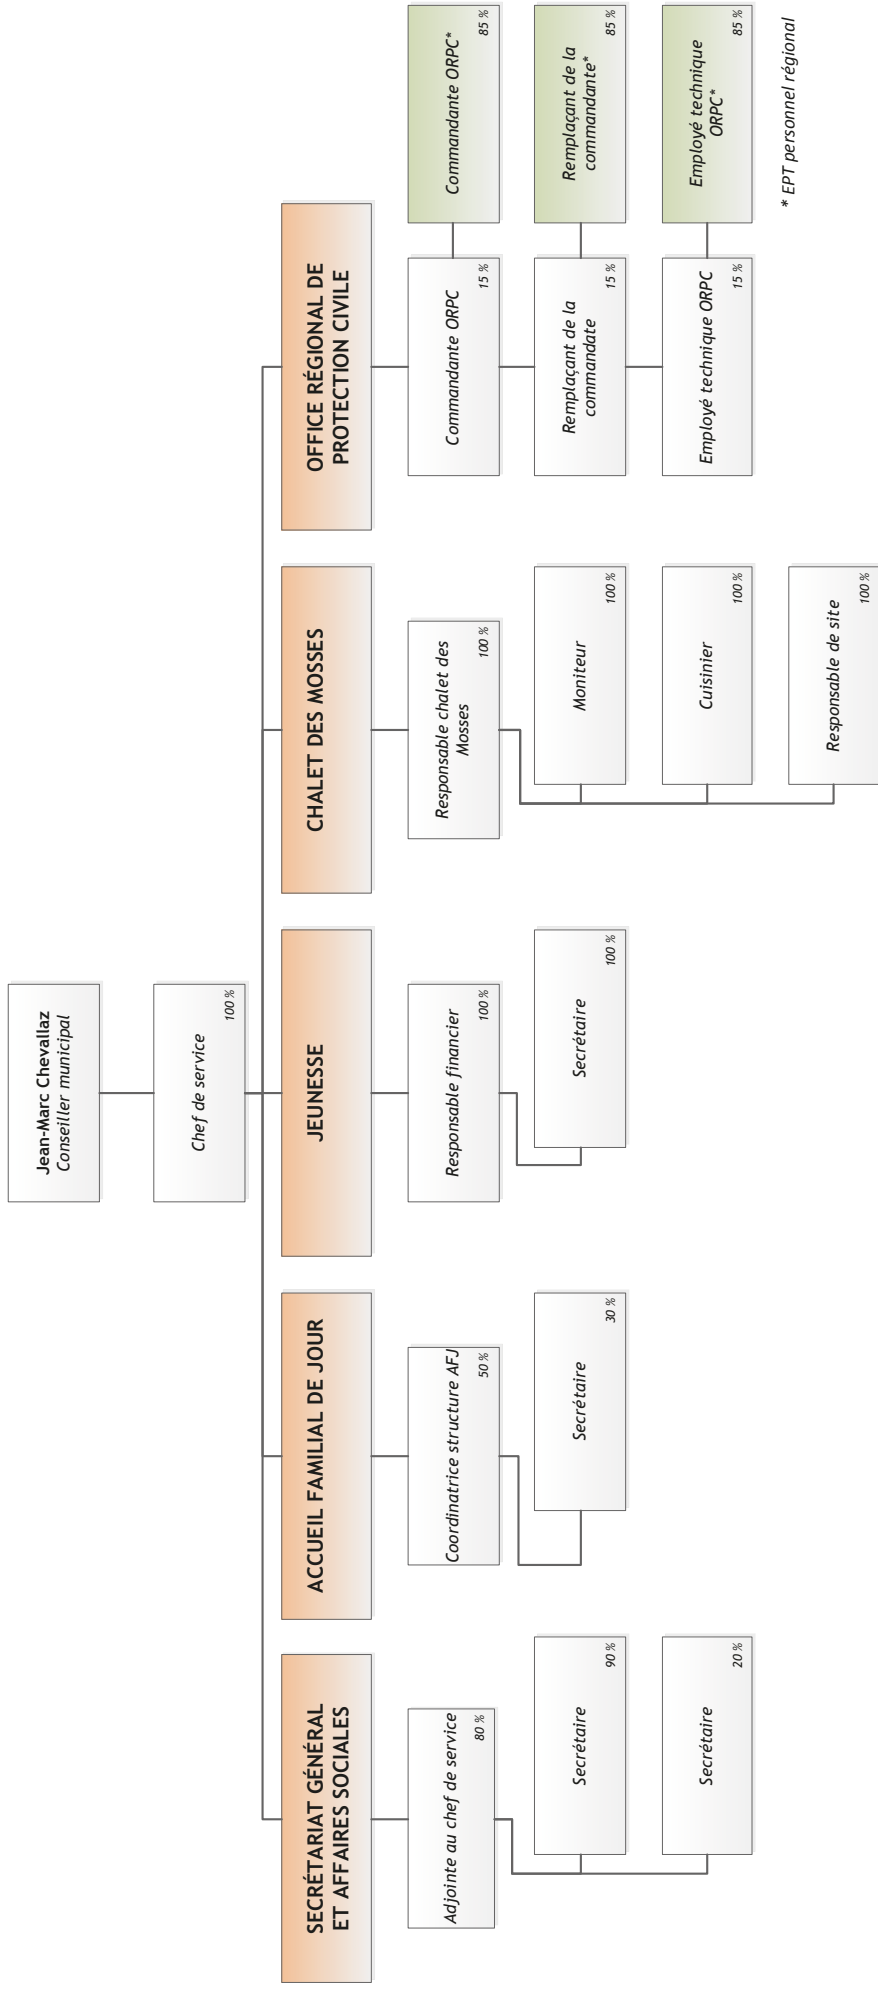 Jean-Marc Chevallaz
Conseiller municipal
Chef de service
100 %
SECRÉTARIAT GÉNÉRAL
ET AFFAIRES SOCIALES
Adjointe au chef de service
80 %
Secrétaire
90 %
Secrétaire
20 %
ACCUEIL FAMILIAL DE JOUR
Coordinatrice structure AFJ
50 %
Secrétaire
30 %
JEUNESSE
Responsable financier
100 %
Secrétaire
100 %
CHALET DES MOSSES
Responsable chalet des
Mosses
100 %
Moniteur
100 %
Cuisinier
100 %
Responsable de site
100 %
OFFICE RÉGIONAL DE
PROTECTION CIVILE
Commandante ORPC
15 %
Commandante ORPC*
85 %
Remplaçant de la
commandate
15 %
Remplaçant de la
commandante*
85 %
Employé technique ORPC
15 %
Employé technique
ORPC*
85 %
* EPT personnel régional